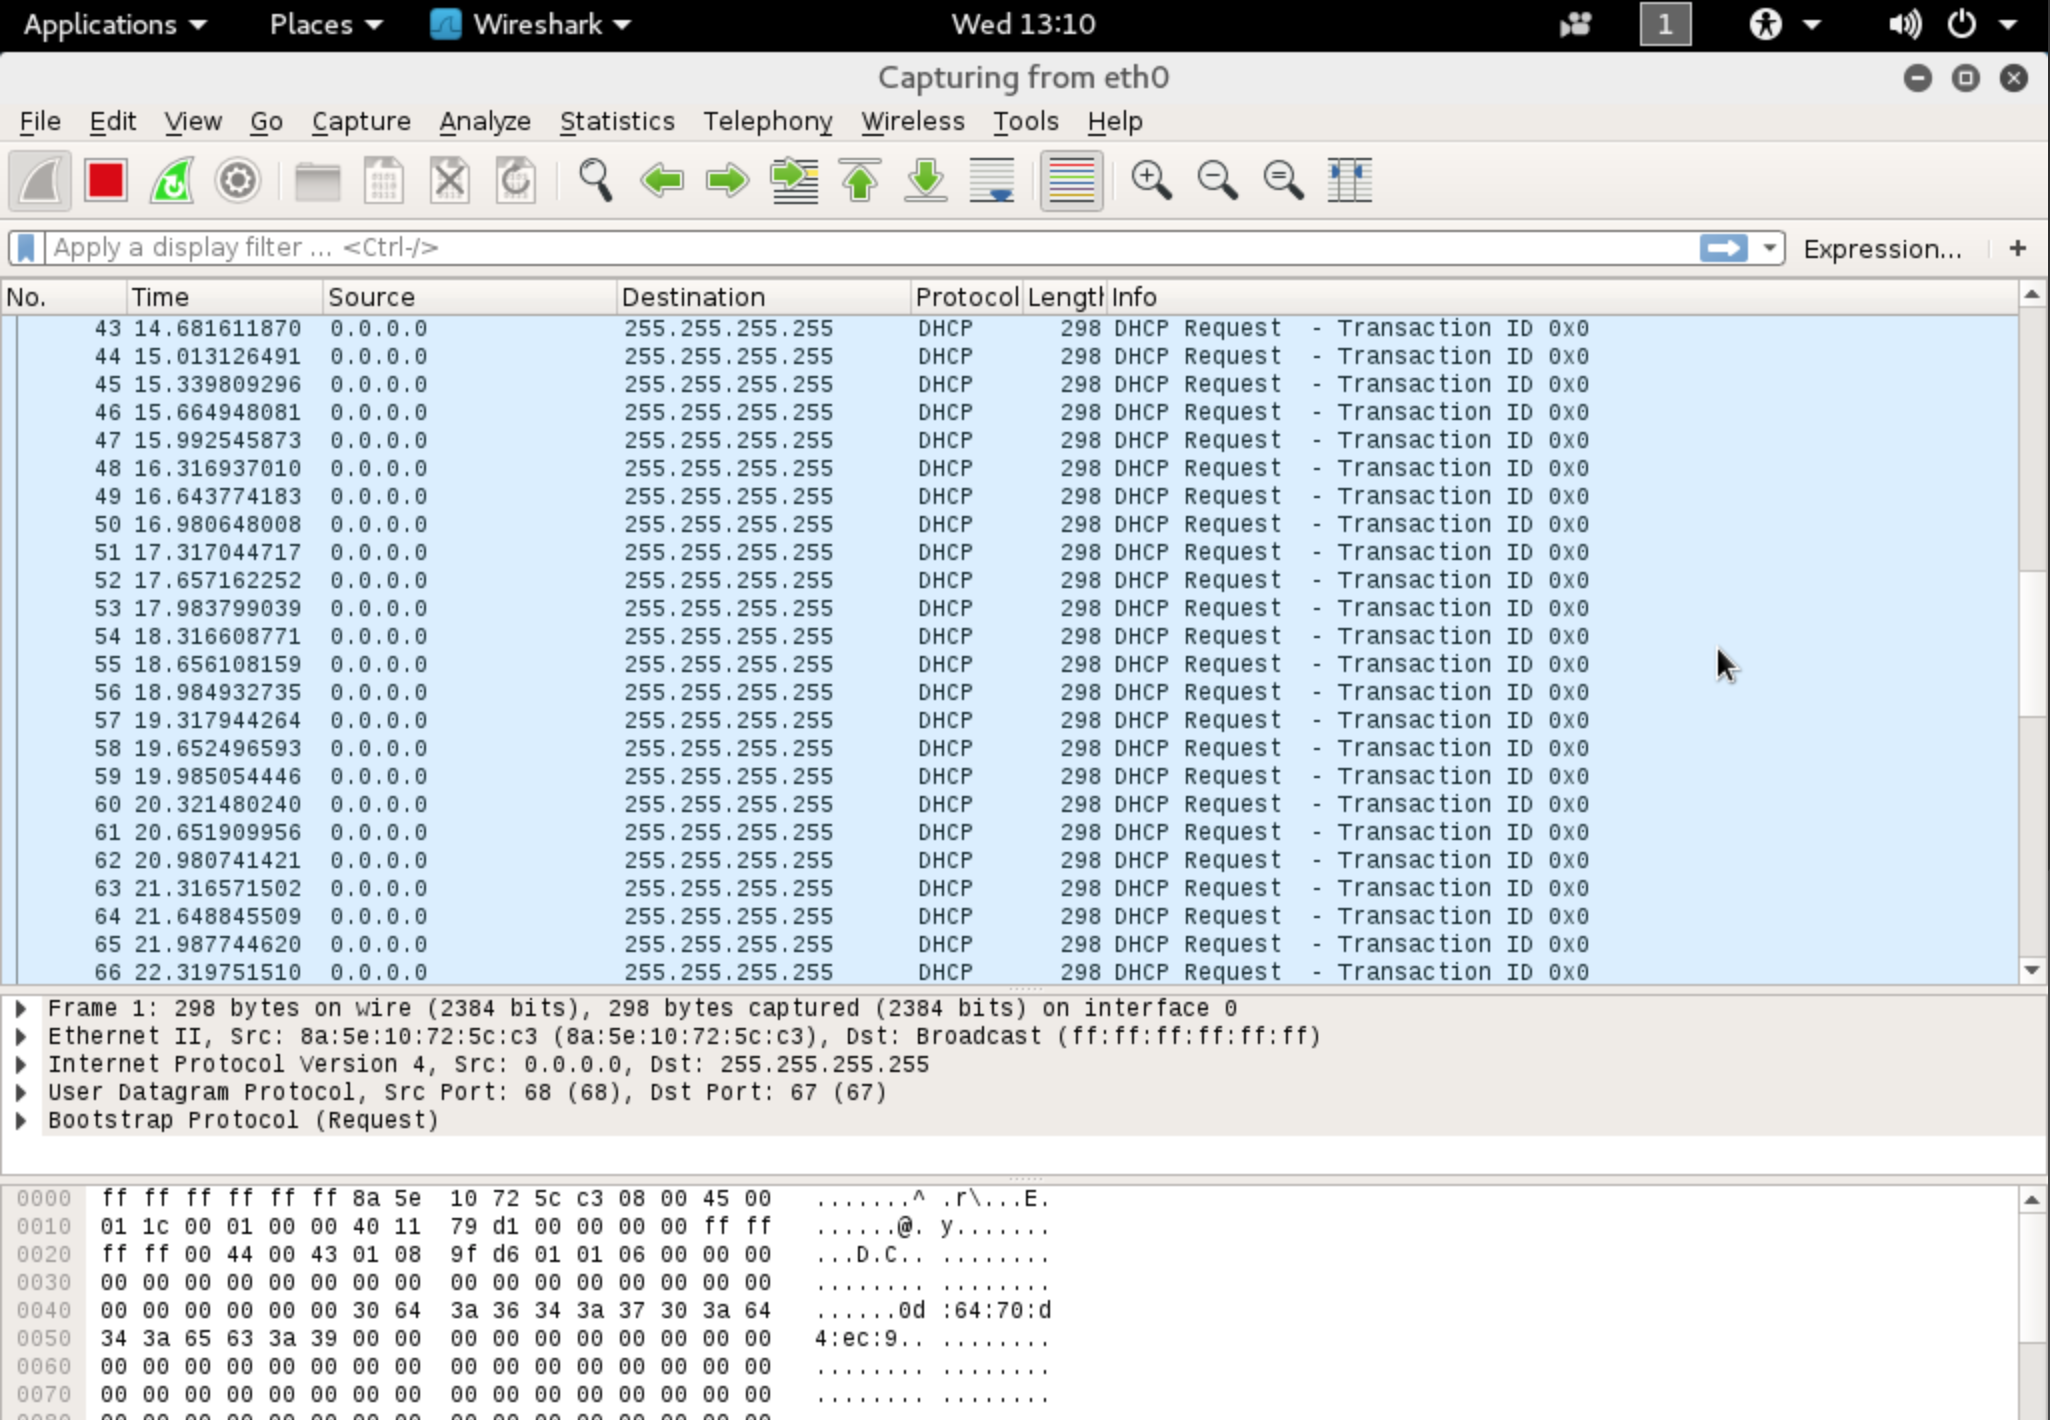 Applications Places Wireshark Wed 13:10 1
Capturing from eth0
File Edit View Go Capture Analyze Statistics Telephony Wireless Tools Help
Apply a display filter ... <Ctrl-/> Expression... +
No. Time Source Destination Protocol Length Info
43 14.681611870 0.0.0.0 255.255.255.255 DHCP 298 DHCP Request - Transaction ID 0x0
44 15.013126491 0.0.0.0 255.255.255.255 DHCP 298 DHCP Request - Transaction ID 0x0
45 15.339809296 0.0.0.0 255.255.255.255 DHCP 298 DHCP Request - Transaction ID 0x0
46 15.664948081 0.0.0.0 255.255.255.255 DHCP 298 DHCP Request - Transaction ID 0x0
47 15.992545873 0.0.0.0 255.255.255.255 DHCP 298 DHCP Request - Transaction ID 0x0
48 16.316937010 0.0.0.0 255.255.255.255 DHCP 298 DHCP Request - Transaction ID 0x0
49 16.643774183 0.0.0.0 255.255.255.255 DHCP 298 DHCP Request - Transaction ID 0x0
50 16.980648008 0.0.0.0 255.255.255.255 DHCP 298 DHCP Request - Transaction ID 0x0
51 17.317044717 0.0.0.0 255.255.255.255 DHCP 298 DHCP Request - Transaction ID 0x0
52 17.657162252 0.0.0.0 255.255.255.255 DHCP 298 DHCP Request - Transaction ID 0x0
53 17.983799039 0.0.0.0 255.255.255.255 DHCP 298 DHCP Request - Transaction ID 0x0
54 18.316608771 0.0.0.0 255.255.255.255 DHCP 298 DHCP Request - Transaction ID 0x0
55 18.656108159 0.0.0.0 255.255.255.255 DHCP 298 DHCP Request - Transaction ID 0x0
56 18.984932735 0.0.0.0 255.255.255.255 DHCP 298 DHCP Request - Transaction ID 0x0
57 19.317944264 0.0.0.0 255.255.255.255 DHCP 298 DHCP Request - Transaction ID 0x0
58 19.652496593 0.0.0.0 255.255.255.255 DHCP 298 DHCP Request - Transaction ID 0x0
59 19.985054446 0.0.0.0 255.255.255.255 DHCP 298 DHCP Request - Transaction ID 0x0
60 20.321480240 0.0.0.0 255.255.255.255 DHCP 298 DHCP Request - Transaction ID 0x0
61 20.651909956 0.0.0.0 255.255.255.255 DHCP 298 DHCP Request - Transaction ID 0x0
62 20.980741421 0.0.0.0 255.255.255.255 DHCP 298 DHCP Request - Transaction ID 0x0
63 21.316571502 0.0.0.0 255.255.255.255 DHCP 298 DHCP Request - Transaction ID 0x0
64 21.648845509 0.0.0.0 255.255.255.255 DHCP 298 DHCP Request - Transaction ID 0x0
65 21.987744620 0.0.0.0 255.255.255.255 DHCP 298 DHCP Request - Transaction ID 0x0
66 22.319751510 0.0.0.0 255.255.255.255 DHCP 298 DHCP Request - Transaction ID 0x0
Frame 1: 298 bytes on wire (2384 bits), 298 bytes captured (2384 bits) on interface 0
Ethernet II, Src: 8a:5e:10:72:5c:c3 (8a:5e:10:72:5c:c3), Dst: Broadcast (ff:ff:ff:ff:ff:ff)
Internet Protocol Version 4, Src: 0.0.0.0, Dst: 255.255.255.255
User Datagram Protocol, Src Port: 68 (68), Dst Port: 67 (67)
Bootstrap Protocol (Request)
0000 ff ff ff ff ff ff 8a 5e 10 72 5c c3 08 00 45 00 .......^ .r\...E.
0010 01 1c 00 01 00 00 40 11 79 d1 00 00 00 00 ff ff ......@. y.......
0020 ff ff 00 44 00 43 01 08 9f d6 01 01 06 00 00 00 ...D.C.. ........
0030 00 00 00 00 00 00 00 00 00 00 00 00 00 00 00 00 ........ ........
0040 00 00 00 00 00 00 30 64 3a 36 34 3a 37 30 3a 64 ......0d :64:70:d
0050 34 3a 65 63 3a 39 00 00 00 00 00 00 00 00 00 00 4:ec:9.. ........
0060 00 00 00 00 00 00 00 00 00 00 00 00 00 00 00 00 ........ ........
0070 00 00 00 00 00 00 00 00 00 00 00 00 00 00 00 00 ........ ........